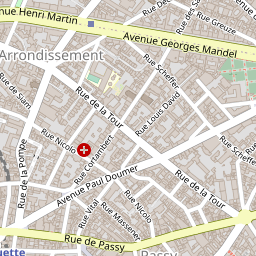 nue Henri Martin
Rue Greuze
Avenue Georges Mandel
Arrondissement
Rue Scheffer
Rue de Siam
Rue de la Tour
Rue Louis David
Rue Nicolo
Rue Cortambert
Rue Scheffe
Rue de la Pompe
Avenue Paul Doumer
Rue de la Tour
Rue Vital
Rue Nicolo
Rue Massenet
Rue de Passy
uette
Passy